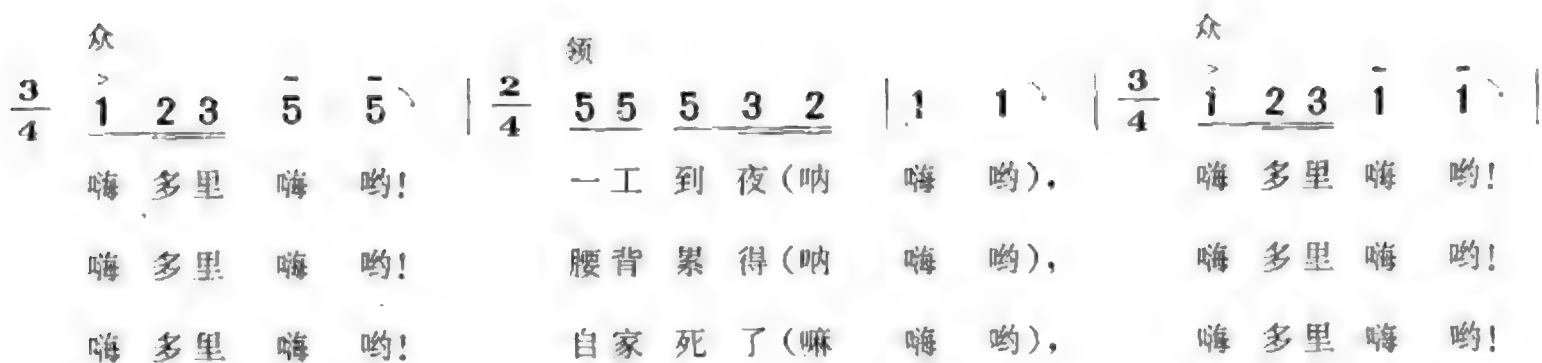 众 领 众
3/4 1 2 3 5 5 | 2/4 5 5 5 3 2 | 1 1 | 3/4 1 2 3 1 1 |
嗨 多里 嗨 哟! 一工 到 夜(呐 嗨 哟), 嗨 多里 嗨 哟!
嗨 多里 嗨 哟! 腰背 累 得(呐 嗨 哟), 嗨 多里 嗨 哟!
嗨 多里 嗨 哟! 自家 死 了(嘛 嗨 哟), 嗨 多里 嗨 哟!